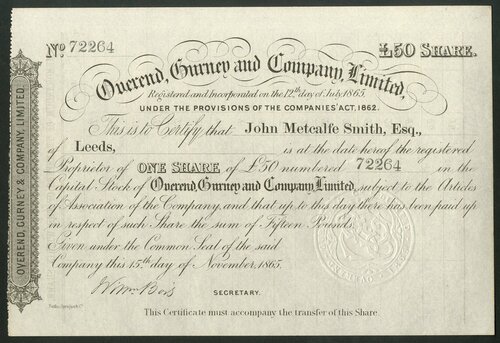 No 72264
£50 SHARE.
Overend, Gurney and Company, Limited,
Registered and Incorporated on the 12th day of July 1865,
UNDER THE PROVISIONS OF THE COMPANIES' ACT, 1862.
This is to Certify that John Metcalfe Smith, Esq.,
of Leeds, is at the date hereof the registered
Proprietor of ONE SHARE of £50 numbered 72264 in the
Capital Stock of Overend, Gurney and Company, Limited, subject to the Articles
of Association of the Company, and that up to this day there has been paid up
in respect of such Share the sum of Fifteen Pounds.
Given under the Common Seal of the said
Company this 15th day of November, 1865.
SECRETARY.
This Certificate must accompany the transfer of this Share
OVEREND, GURNEY & COMPANY, LIMITED.